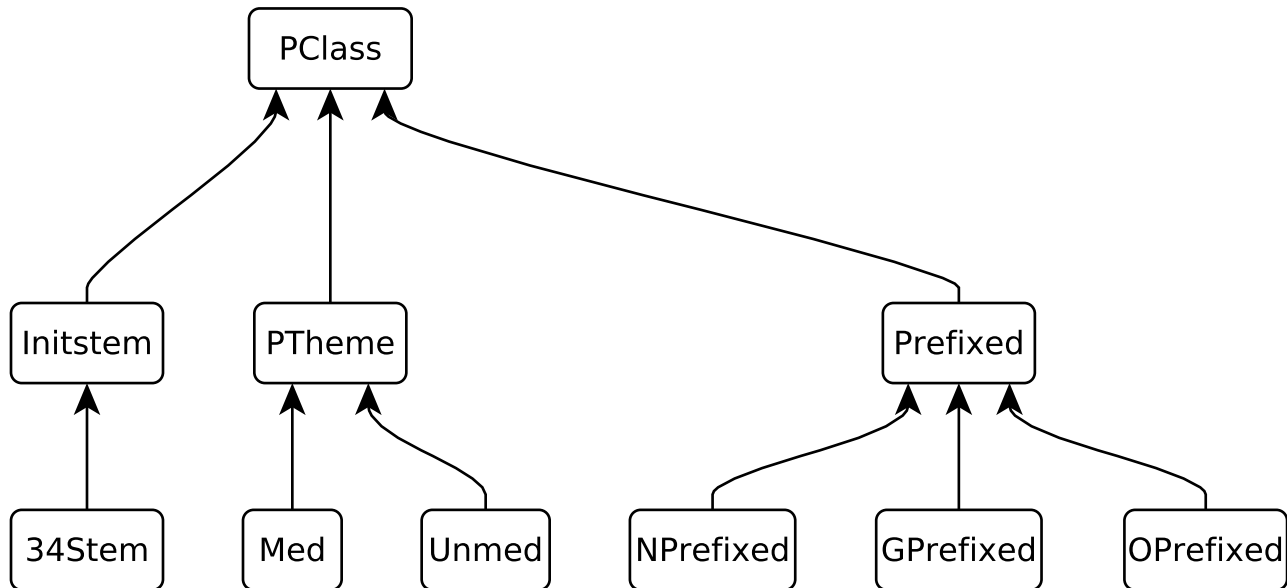 PClass
Initstem
PTheme
Prefixed
34Stem
Med
Unmed
NPrefixed
GPrefixed
OPrefixed